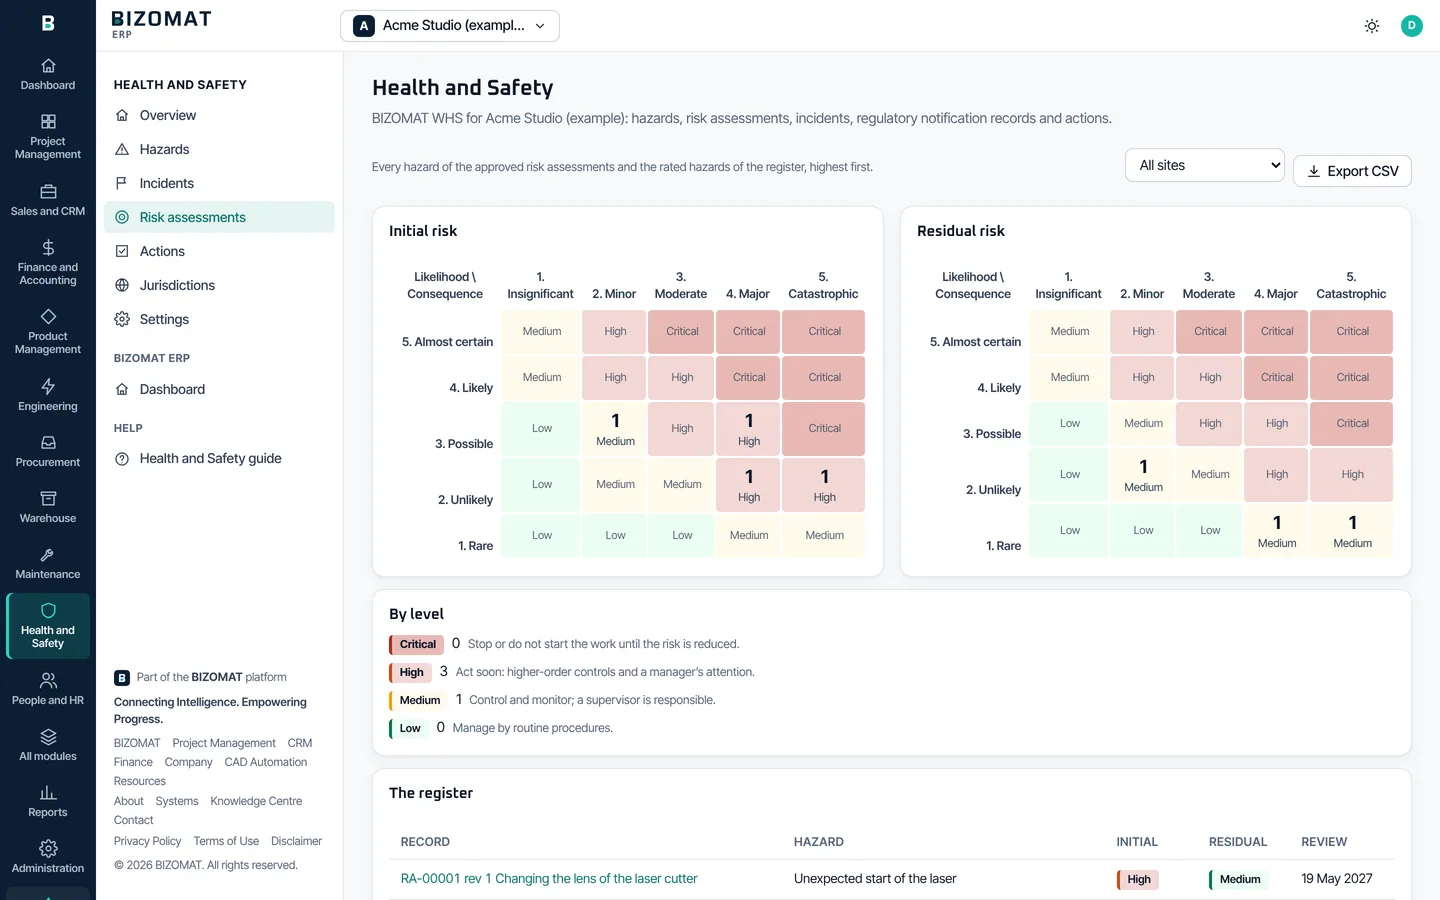 B
Dashboard
Project
Management
Sales and CRM
Finance and
Accounting
Product
Management
Engineering
Procurement
Warehouse
Maintenance
Health and
Safety
People and HR
All modules
Reports
Administration
BIZOMAT
ERP
A Acme Studio (exampl...
D
HEALTH AND SAFETY
Overview
Hazards
Incidents
Risk assessments
Actions
Jurisdictions
Settings
BIZOMAT ERP
Dashboard
HELP
Health and Safety guide
B Part of the BIZOMAT platform
Connecting Intelligence. Empowering
Progress.
BIZOMAT Project Management CRM
Finance Company CAD Automation
Resources
About Systems Knowledge Centre
Contact
Privacy Policy Terms of Use Disclaimer
© 2026 BIZOMAT. All rights reserved.
Health and Safety
BIZOMAT WHS for Acme Studio (example): hazards, risk assessments, incidents, regulatory notification records and actions.
Every hazard of the approved risk assessments and the rated hazards of the register, highest first.
All sites
Export CSV
Initial risk
Likelihood \ 1. 3. 5.
Consequence Insignificant 2. Minor Moderate 4. Major Catastrophic
5. Almost certain Medium High Critical Critical Critical
4. Likely Medium High High Critical Critical
3. Possible Low 1 Medium High 1 High Critical
2. Unlikely Low Medium Medium 1 High 1 High
1. Rare Low Low Low Medium Medium
Residual risk
Likelihood \ 1. 3. 5.
Consequence Insignificant 2. Minor Moderate 4. Major Catastrophic
5. Almost certain Medium High Critical Critical Critical
4. Likely Medium High High Critical Critical
3. Possible Low Medium High High Critical
2. Unlikely Low 1 Medium Medium High High
1. Rare Low Low Low 1 Medium 1 Medium
By level
Critical 0 Stop or do not start the work until the risk is reduced.
High 3 Act soon: higher-order controls and a manager's attention.
Medium 1 Control and monitor; a supervisor is responsible.
Low 0 Manage by routine procedures.
The register
RECORD HAZARD INITIAL RESIDUAL REVIEW
RA-00001 rev 1 Changing the lens of the laser cutter Unexpected start of the laser High Medium 19 May 2027